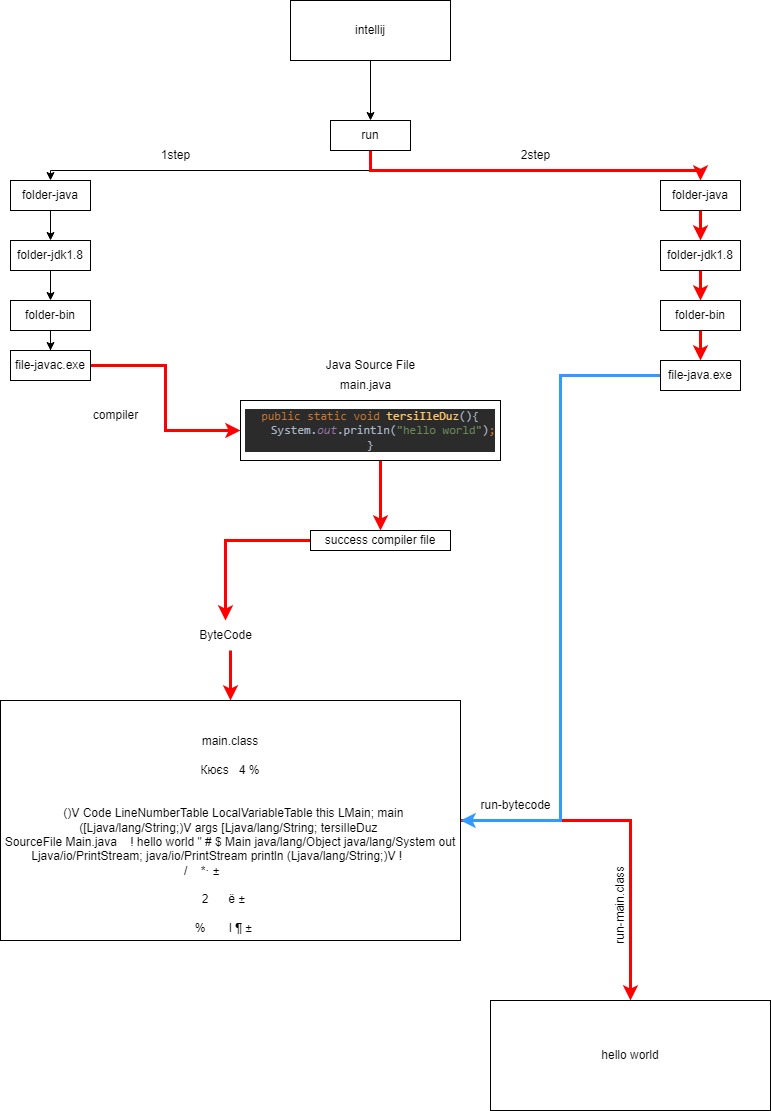 intellij
run
1step
2step
folder-java
folder-java
folder-jdk1.8
folder-jdk1.8
folder-bin
folder-bin
file-javac.exe
Java Source File
main.java
file-java.exe
compiler
public static void tersiIleDuz(){
System.out.println("hello world");
}
success compiler file
ByteCode
main.class
Кюєѕ 4 %
()V Code LineNumberTable LocalVariableTable this LMain; main
([Ljava/lang/String;)V args [Ljava/lang/String; tersiIleDuz
SourceFile Main.java ! hello world " # $ Main java/lang/Object java/lang/System out
Ljava/io/PrintStream; java/io/PrintStream println (Ljava/lang/String;)V !
/ *· ±
2 ë ±
% I ¶ ±
run-bytecode
run-main.class
hello world